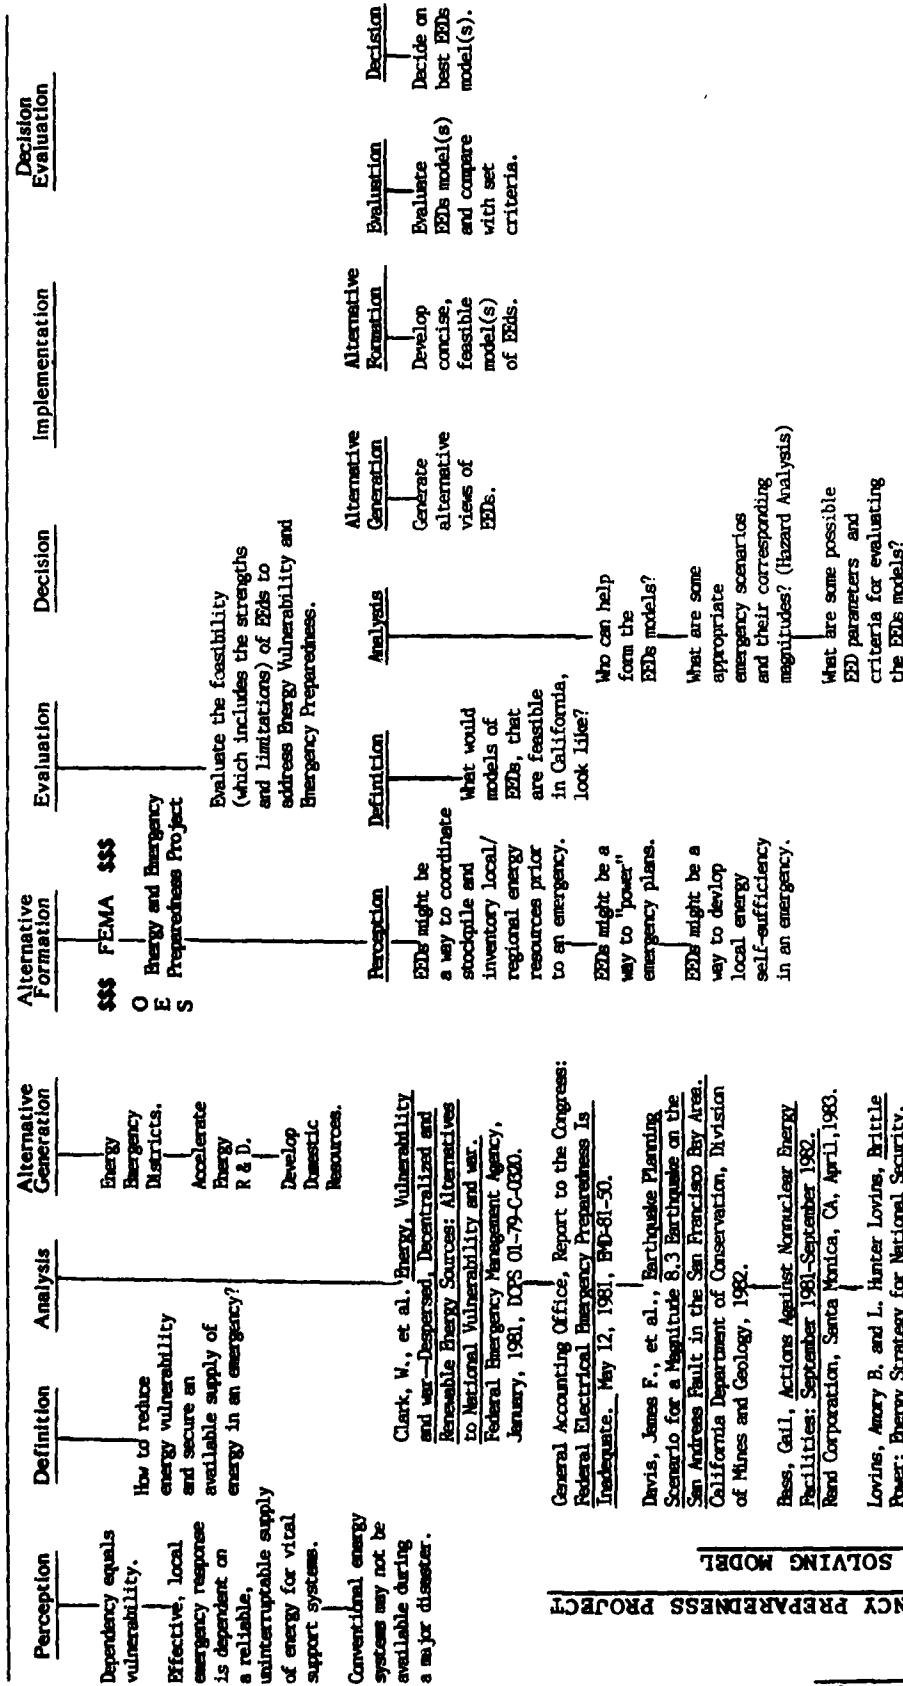 Perception
Dependency equals
vulnerability.
Effective, local
emergency response
is dependent on
a reliable,
uninterruptable supply
of energy for vital
support systems.
Conventional energy
systems may not be
available during
a major disaster.
Definition
How to reduce
energy vulnerability
and secure an
available supply of
energy in an emergency?
Analysis
Clark, W., et al. Energy, Vulnerability
and war--Despersed, Decentralized and
Renewable Energy Sources: Alternatives
to National Vulnerability and war.
Federal Emergency Management Agency,
January, 1981, DCPS 01-79-C-0320.
General Accounting Office, Report to the Congress:
Federal Electrical Emergency Preparedness Is
Inadequate. May 12, 1981, EMD-81-50.
Davis, James F., et al., Earthquake Planning
Scenario for a Magnitude 8.3 Earthquake on the
San Andreas Fault in the San Francisco Bay Area.
California Department of Conservation, Division
of Mines and Geology, 1982.
Bass, Gail, Actions Against Nonnuclear Energy
Facilities: September 1981-September 1982.
Rand Corporation, Santa Monica, CA, April, 1983.
Lovins, Amory B. and L. Hunter Lovins, Brittle
Power: Energy Strategy for National Security.
Alternative
Generation
Energy
Emergency
Districts.
Accelerate
Energy
R & D.
Develop
Domestic
Resources.
Alternative
Formation
$$$ FEMA $$$
O
E
S
Energy and Emergency
Preparedness Project
Evaluation
Evaluate the feasibility
(which includes the strengths
and limitations) of EEds to
address Energy Vulnerability and
Emergency Preparedness.
Decision
Implementation
Decision
Evaluation
Perception
EEDs might be
a way to coordinate
stockpile and
inventory local/
regional energy
resources prior
to an emergency.
EEDs might be a
way to "power"
emergency plans.
EEDs might be a
way to devlop
local energy
self-sufficiency
in an emergency.
Definition
What would
models of
EEDs, that
are feasible
in California,
look like?
Analysis
Who can help
form the
EEDs models?
What are some
appropriate
emergency scenarios
and their corresponding
magnitudes? (Hazard Analysis)
What are some possible
EED parameters and
criteria for evaluating
the EEDs models?
Alternative
Generation
Generate
alternative
views of
EEDs.
Alternative
Formation
Develop
concise,
feasible
model(s)
of EEds.
Evaluation
Evaluate
EEDs model(s)
and compare
with set
criteria.
Decision
Decide on
best EEDs
model(s).
PREPAREDNESS PROJECT
SOLVING MODEL